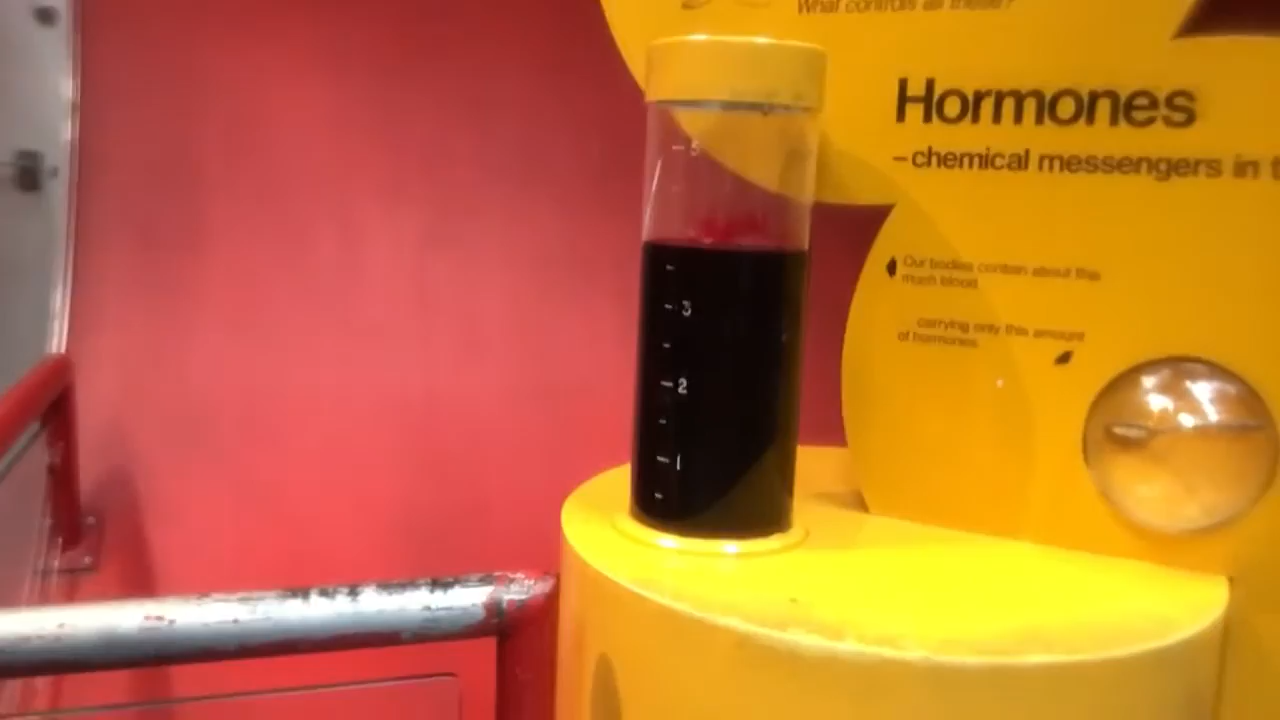 What controls all these?
Hormones
–chemical messengers in t
5
3
2
1
Our bodies contain about this
much blood
carrying only this amount
of hormones.